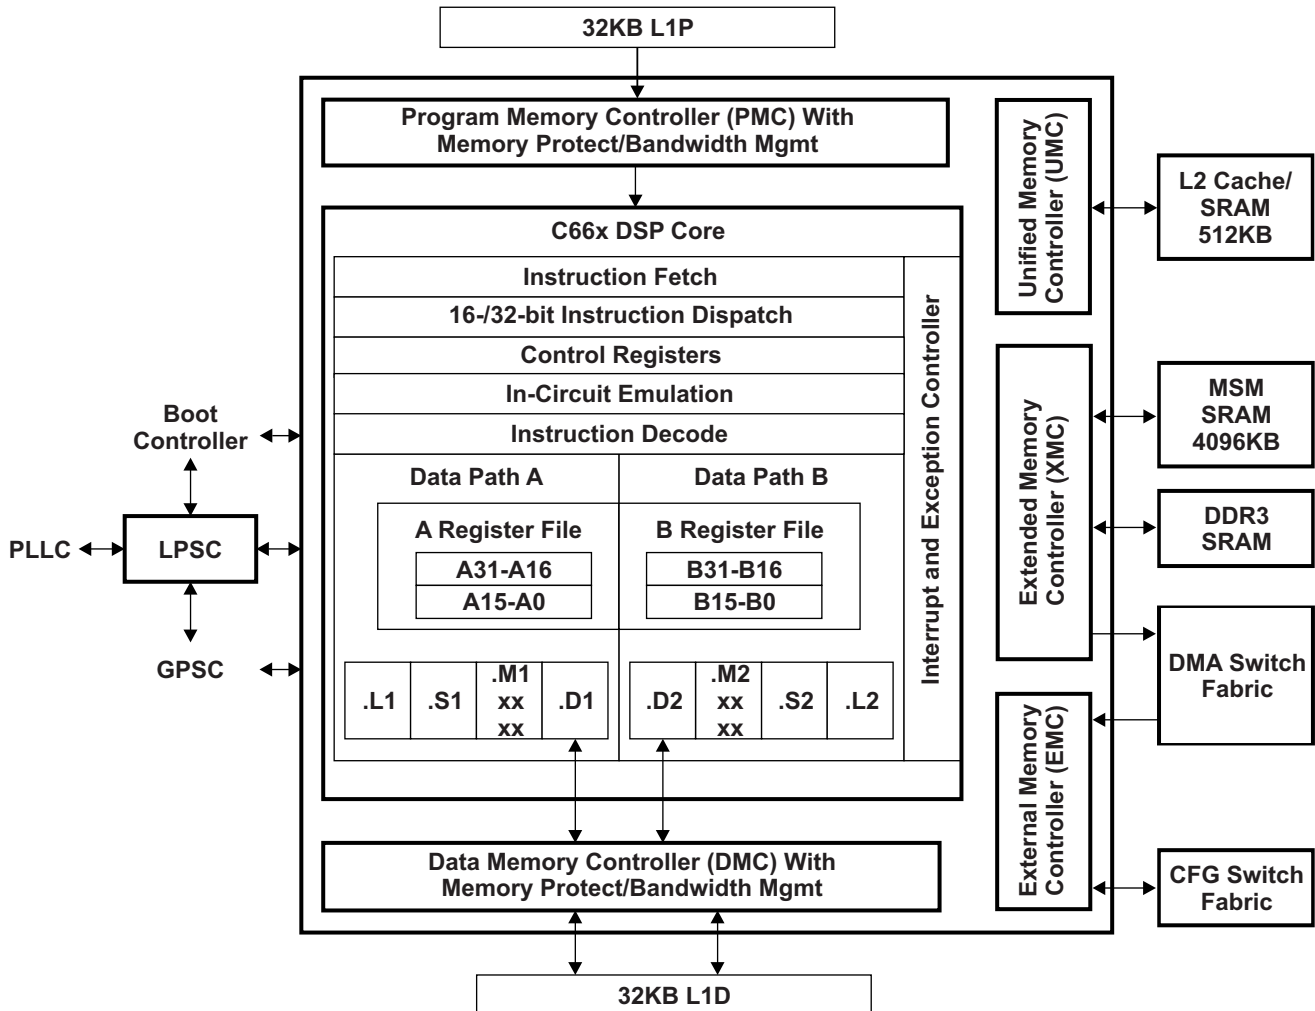 32KB L1P
Program Memory Controller (PMC) With
Memory Protect/Bandwidth Mgmt
C66x DSP Core
Instruction Fetch
16-/32-bit Instruction Dispatch
Control Registers
In-Circuit Emulation
Instruction Decode
Data Path A
Data Path B
A Register File
B Register File
A31-A16
A15-A0
B31-B16
B15-B0
.L1
.S1
.M1
xx
xx
.D1
.D2
.M2
xx
xx
.S2
.L2
Interrupt and Exception Controller
Data Memory Controller (DMC) With
Memory Protect/Bandwidth Mgmt
32KB L1D
Boot
Controller
PLLC
LPSC
GPSC
Unified Memory
Controller (UMC)
Extended Memory
Controller (XMC)
External Memory
Controller (EMC)
L2 Cache/
SRAM
512KB
MSM
SRAM
4096KB
DDR3
SRAM
DMA Switch
Fabric
CFG Switch
Fabric